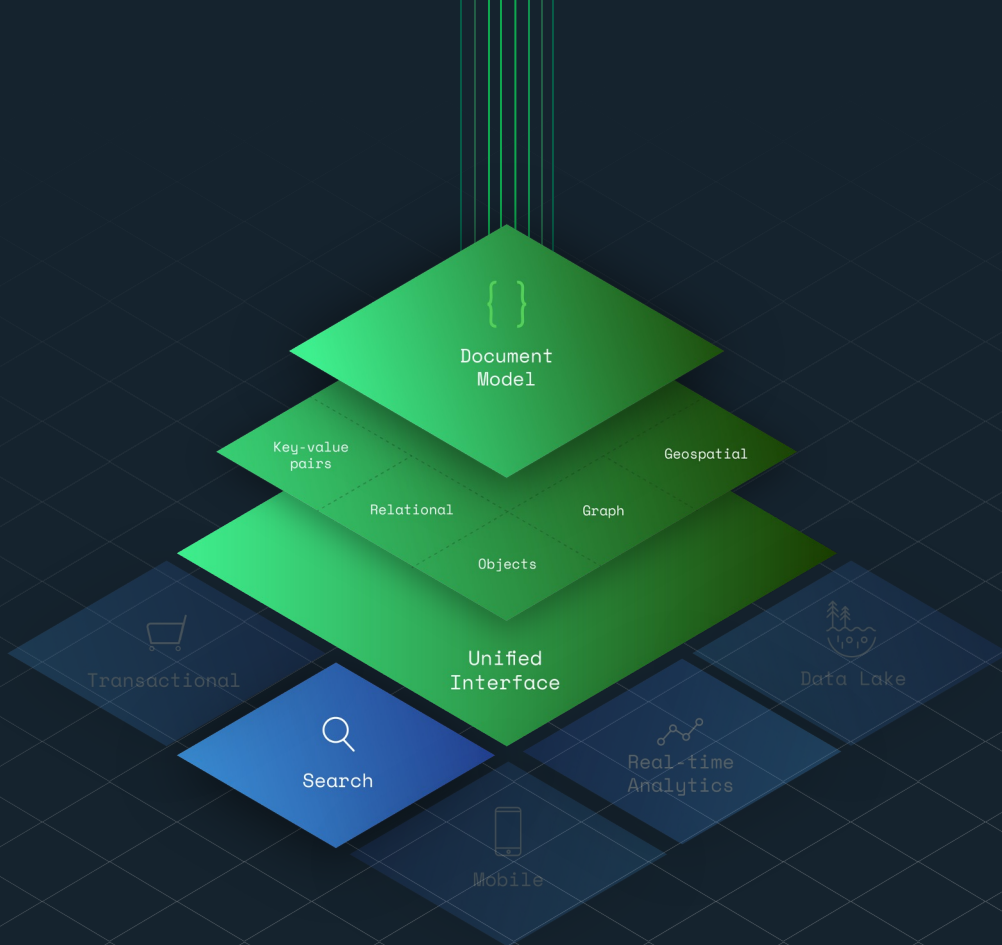 { }
Document
Model
Key-value
pairs
Geospatial
Relational
Graph
Objects
Unified
Interface
Transactional
Data Lake
Search
Real-time
Analytics
Mobile